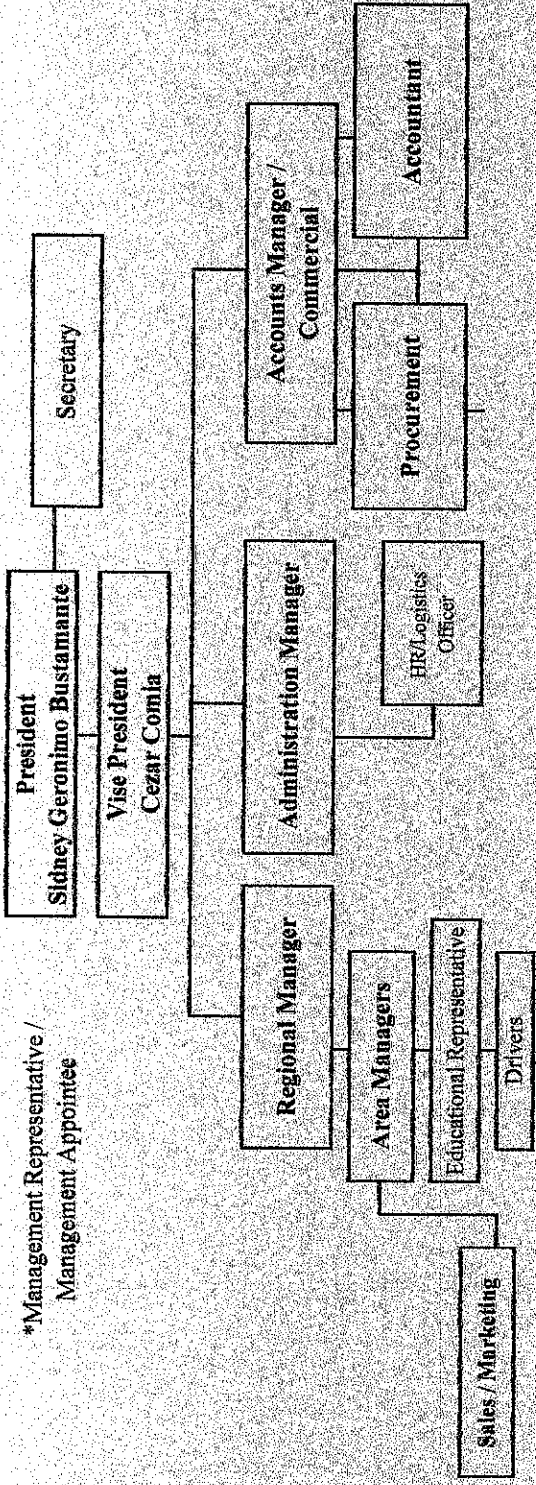 *Management Representative /
Management Appointee
President
Sidney Geronimo Bustamante
Secretary
Vise President
Cezar Comia
Regional Manager
Administration Manager
Accounts Manager /
Commercial
Area Managers
Educational Representative
Drivers
Sales / Marketing
HR/Logistics
Officer
Procurement
Accountant